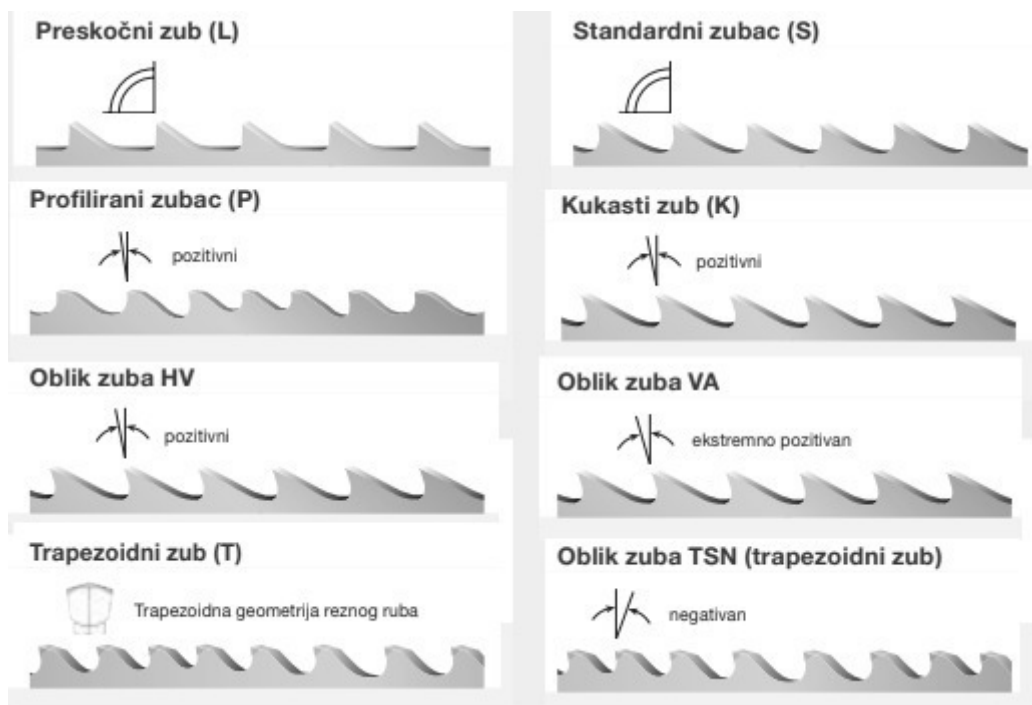 Preskočni zub (L)
Standardni zubac (S)
Profilirani zubac (P)
pozitivni
Kukasti zub (K)
pozitivni
Oblik zuba HV
pozitivni
Oblik zuba VA
ekstremno pozitivan
Trapezoidni zub (T)
Trapezoidna geometrija reznog ruba
Oblik zuba TSN (trapezoidni zub)
negativan